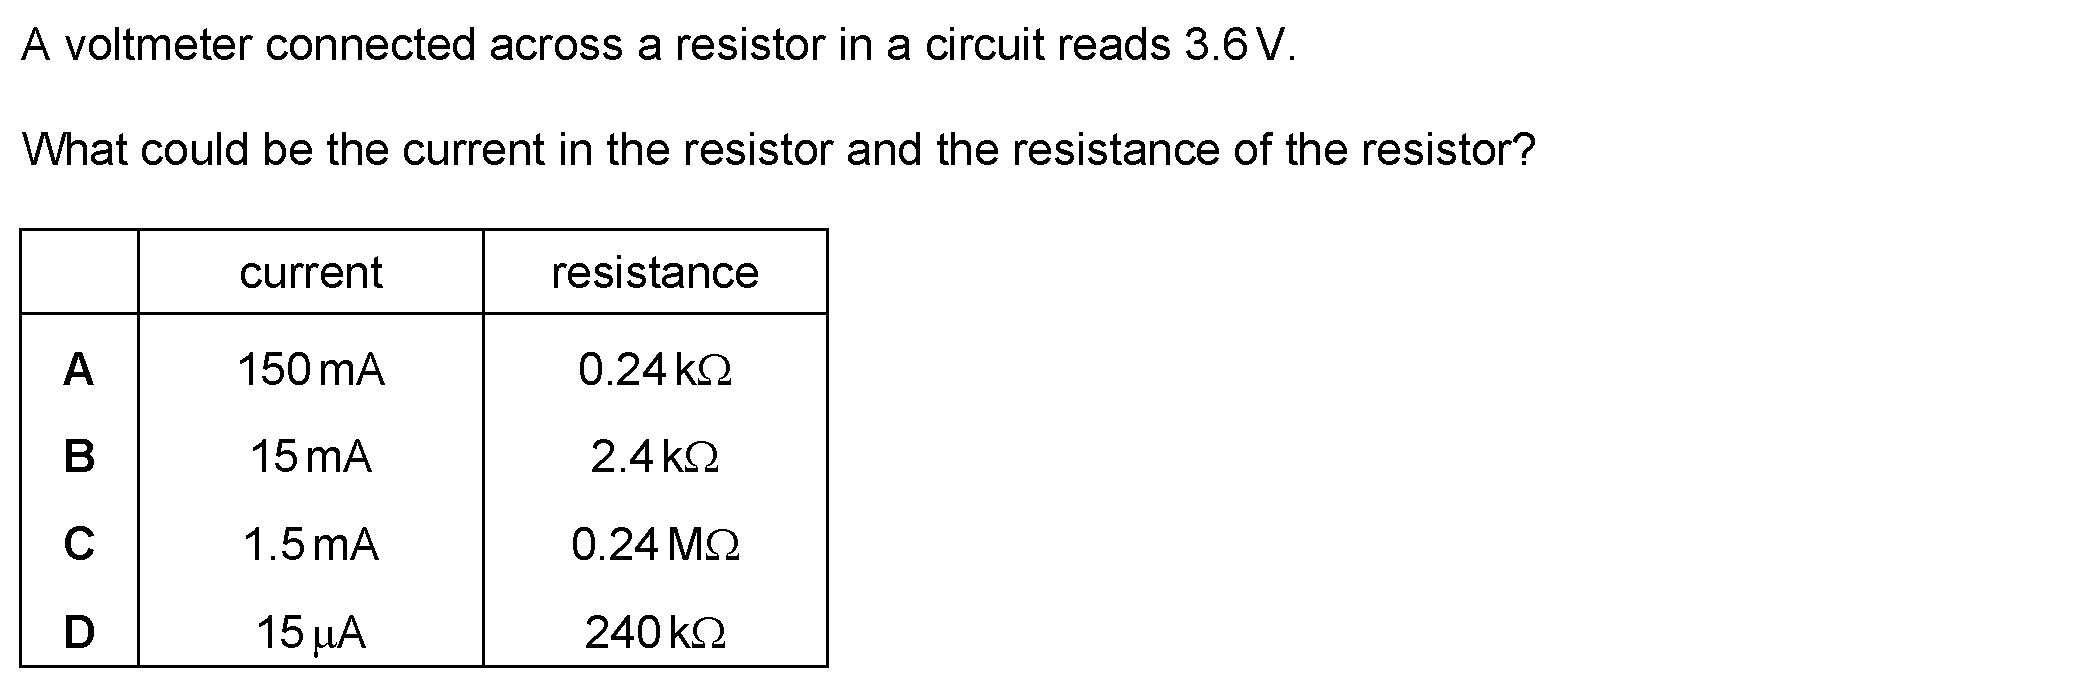 A voltmeter connected across a resistor in a circuit reads 3.6 V.
What could be the current in the resistor and the resistance of the resistor?
current resistance
A 150 mA 0.24 kΩ
B 15 mA 2.4 kΩ
C 1.5 mA 0.24 MΩ
D 15 μA 240 kΩ